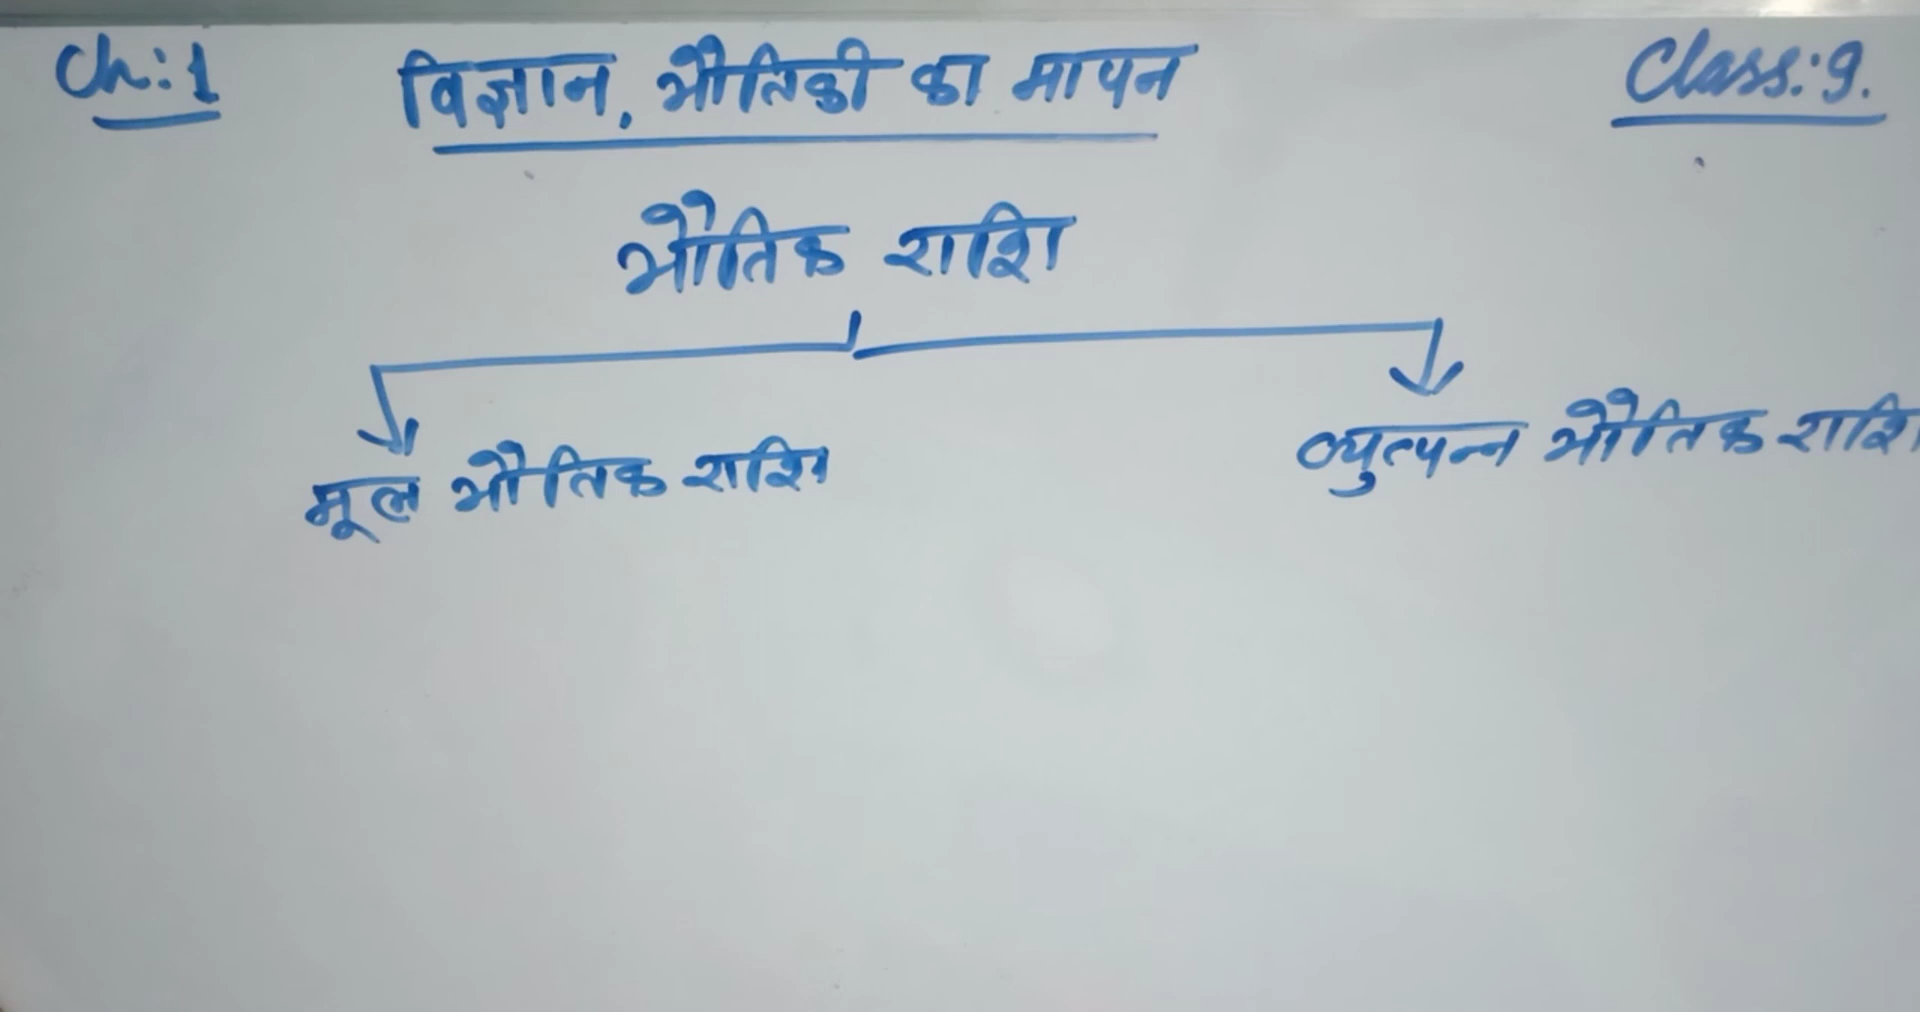 Ch:1 विज्ञान, भौतिकी का मापन Class:9.
भौतिक राशि
मूल भौतिक राशि व्युत्पन्न भौतिक राशि